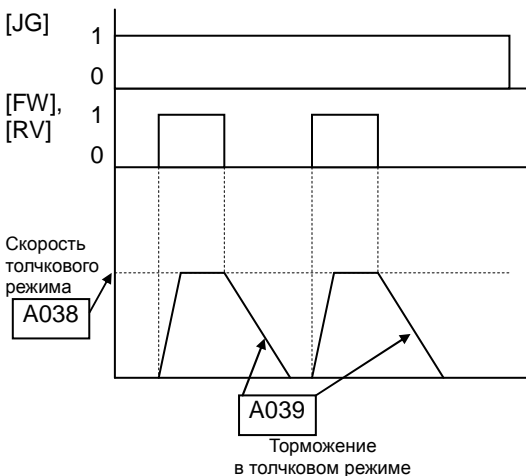 [JG]
1
0
[FW],
[RV]
1
0
Скорость
толчкового
режима
A038
A039
Торможение
в толчковом режиме